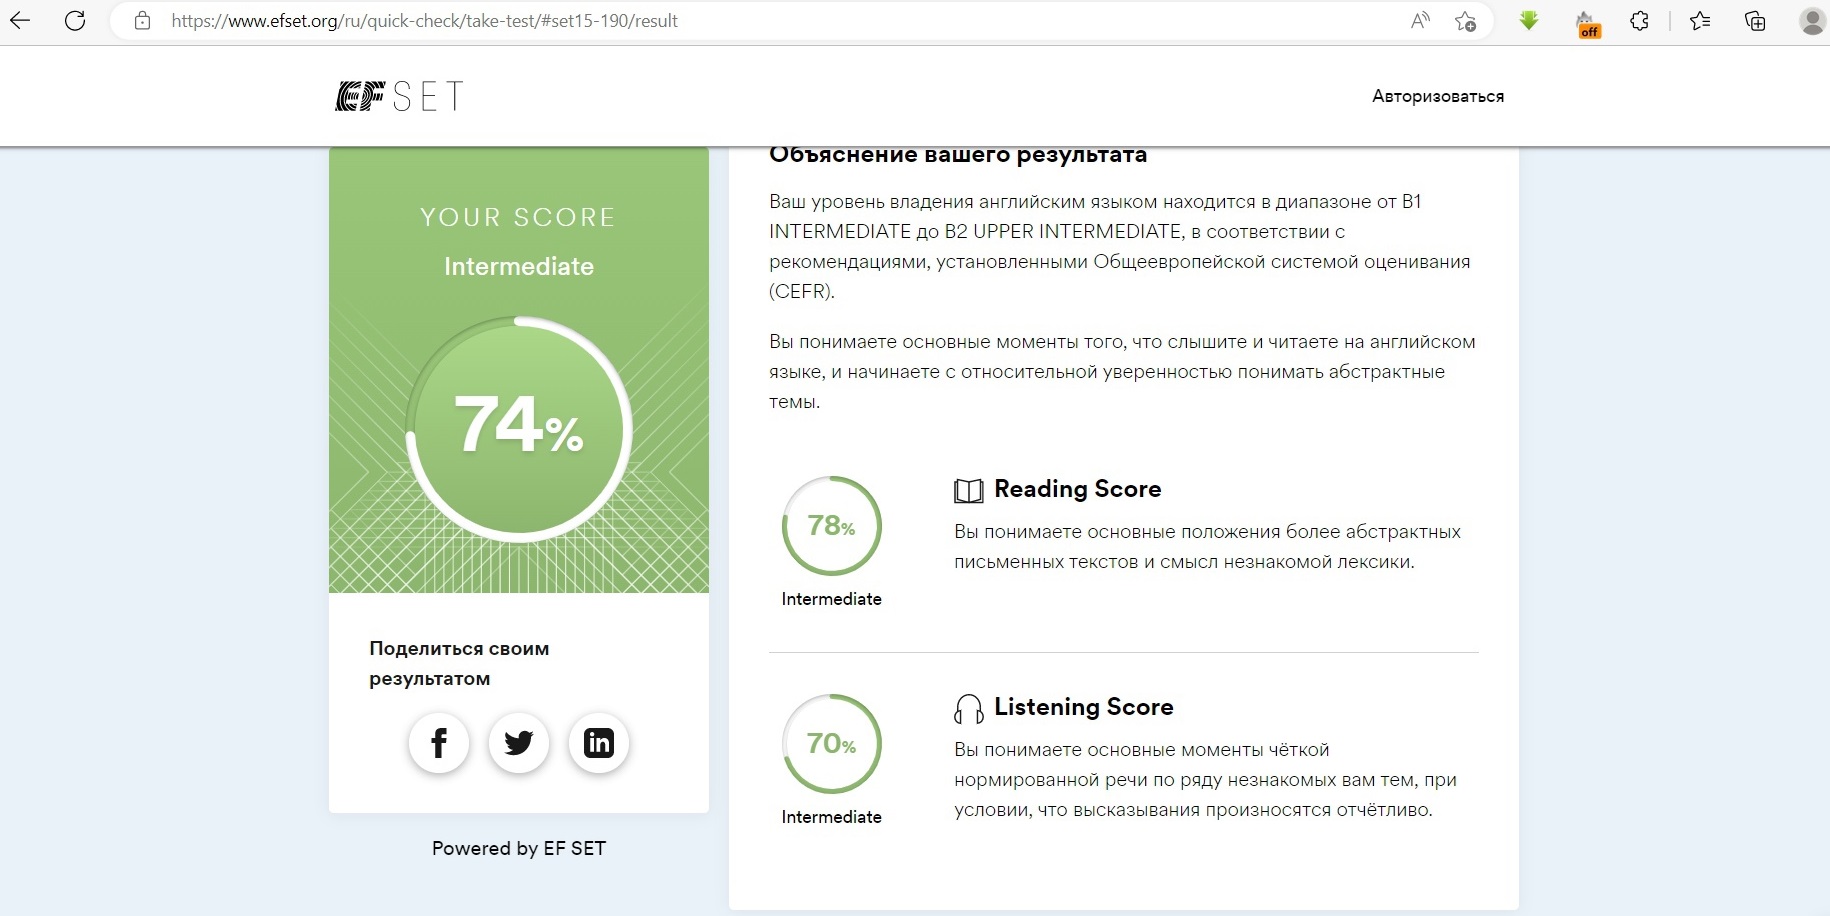 https://www.efset.org/ru/quick-check/take-test/#set15-190/result
off
EF SET
Авторизоваться
YOUR SCORE
Intermediate
74%
Поделиться своим
результатом
Powered by EF SET
Объяснение вашего результата
Ваш уровень владения английским языком находится в диапазоне от B1
INTERMEDIATE до B2 UPPER INTERMEDIATE, в соответствии с
рекомендациями, установленными Общеевропейской системой оценивания
(CEFR).
Вы понимаете основные моменты того, что слышите и читаете на английском
языке, и начинаете с относительной уверенностью понимать абстрактные
темы.
78%
Intermediate
Reading Score
Вы понимаете основные положения более абстрактных
письменных текстов и смысл незнакомой лексики.
70%
Intermediate
Listening Score
Вы понимаете основные моменты чёткой
нормированной речи по ряду незнакомых вам тем, при
условии, что высказывания произносятся отчётливо.